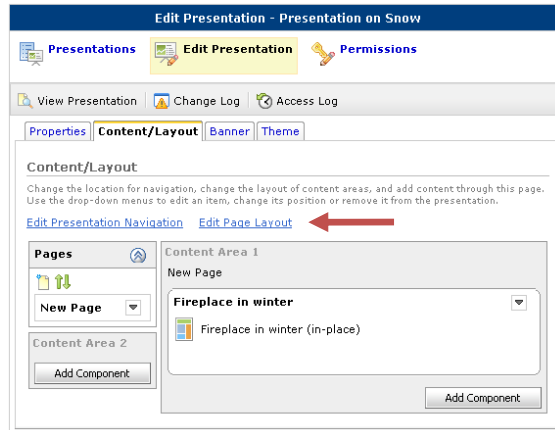 Edit Presentation - Presentation on Snow
Presentations Edit Presentation Permissions
View Presentation Change Log Access Log
Properties Content/Layout Banner Theme
Content/Layout
Change the location for navigation, change the layout of content areas, and add content through this page.
Use the drop-down menus to edit an item, change its position or remove it from the presentation.
Edit Presentation Navigation Edit Page Layout
Pages
New Page
Content Area 2
Add Component
Content Area 1
New Page
Fireplace in winter
Fireplace in winter (in-place)
Add Component